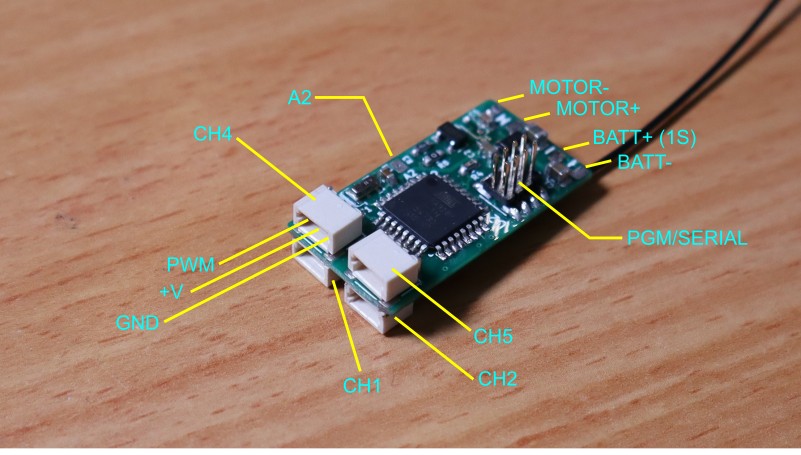 MOTOR-
A2
MOTOR+
CH4
BATT+ (1S)
BATT-
PGM/SERIAL
PWM
+V
GND
CH5
CH2
CH1